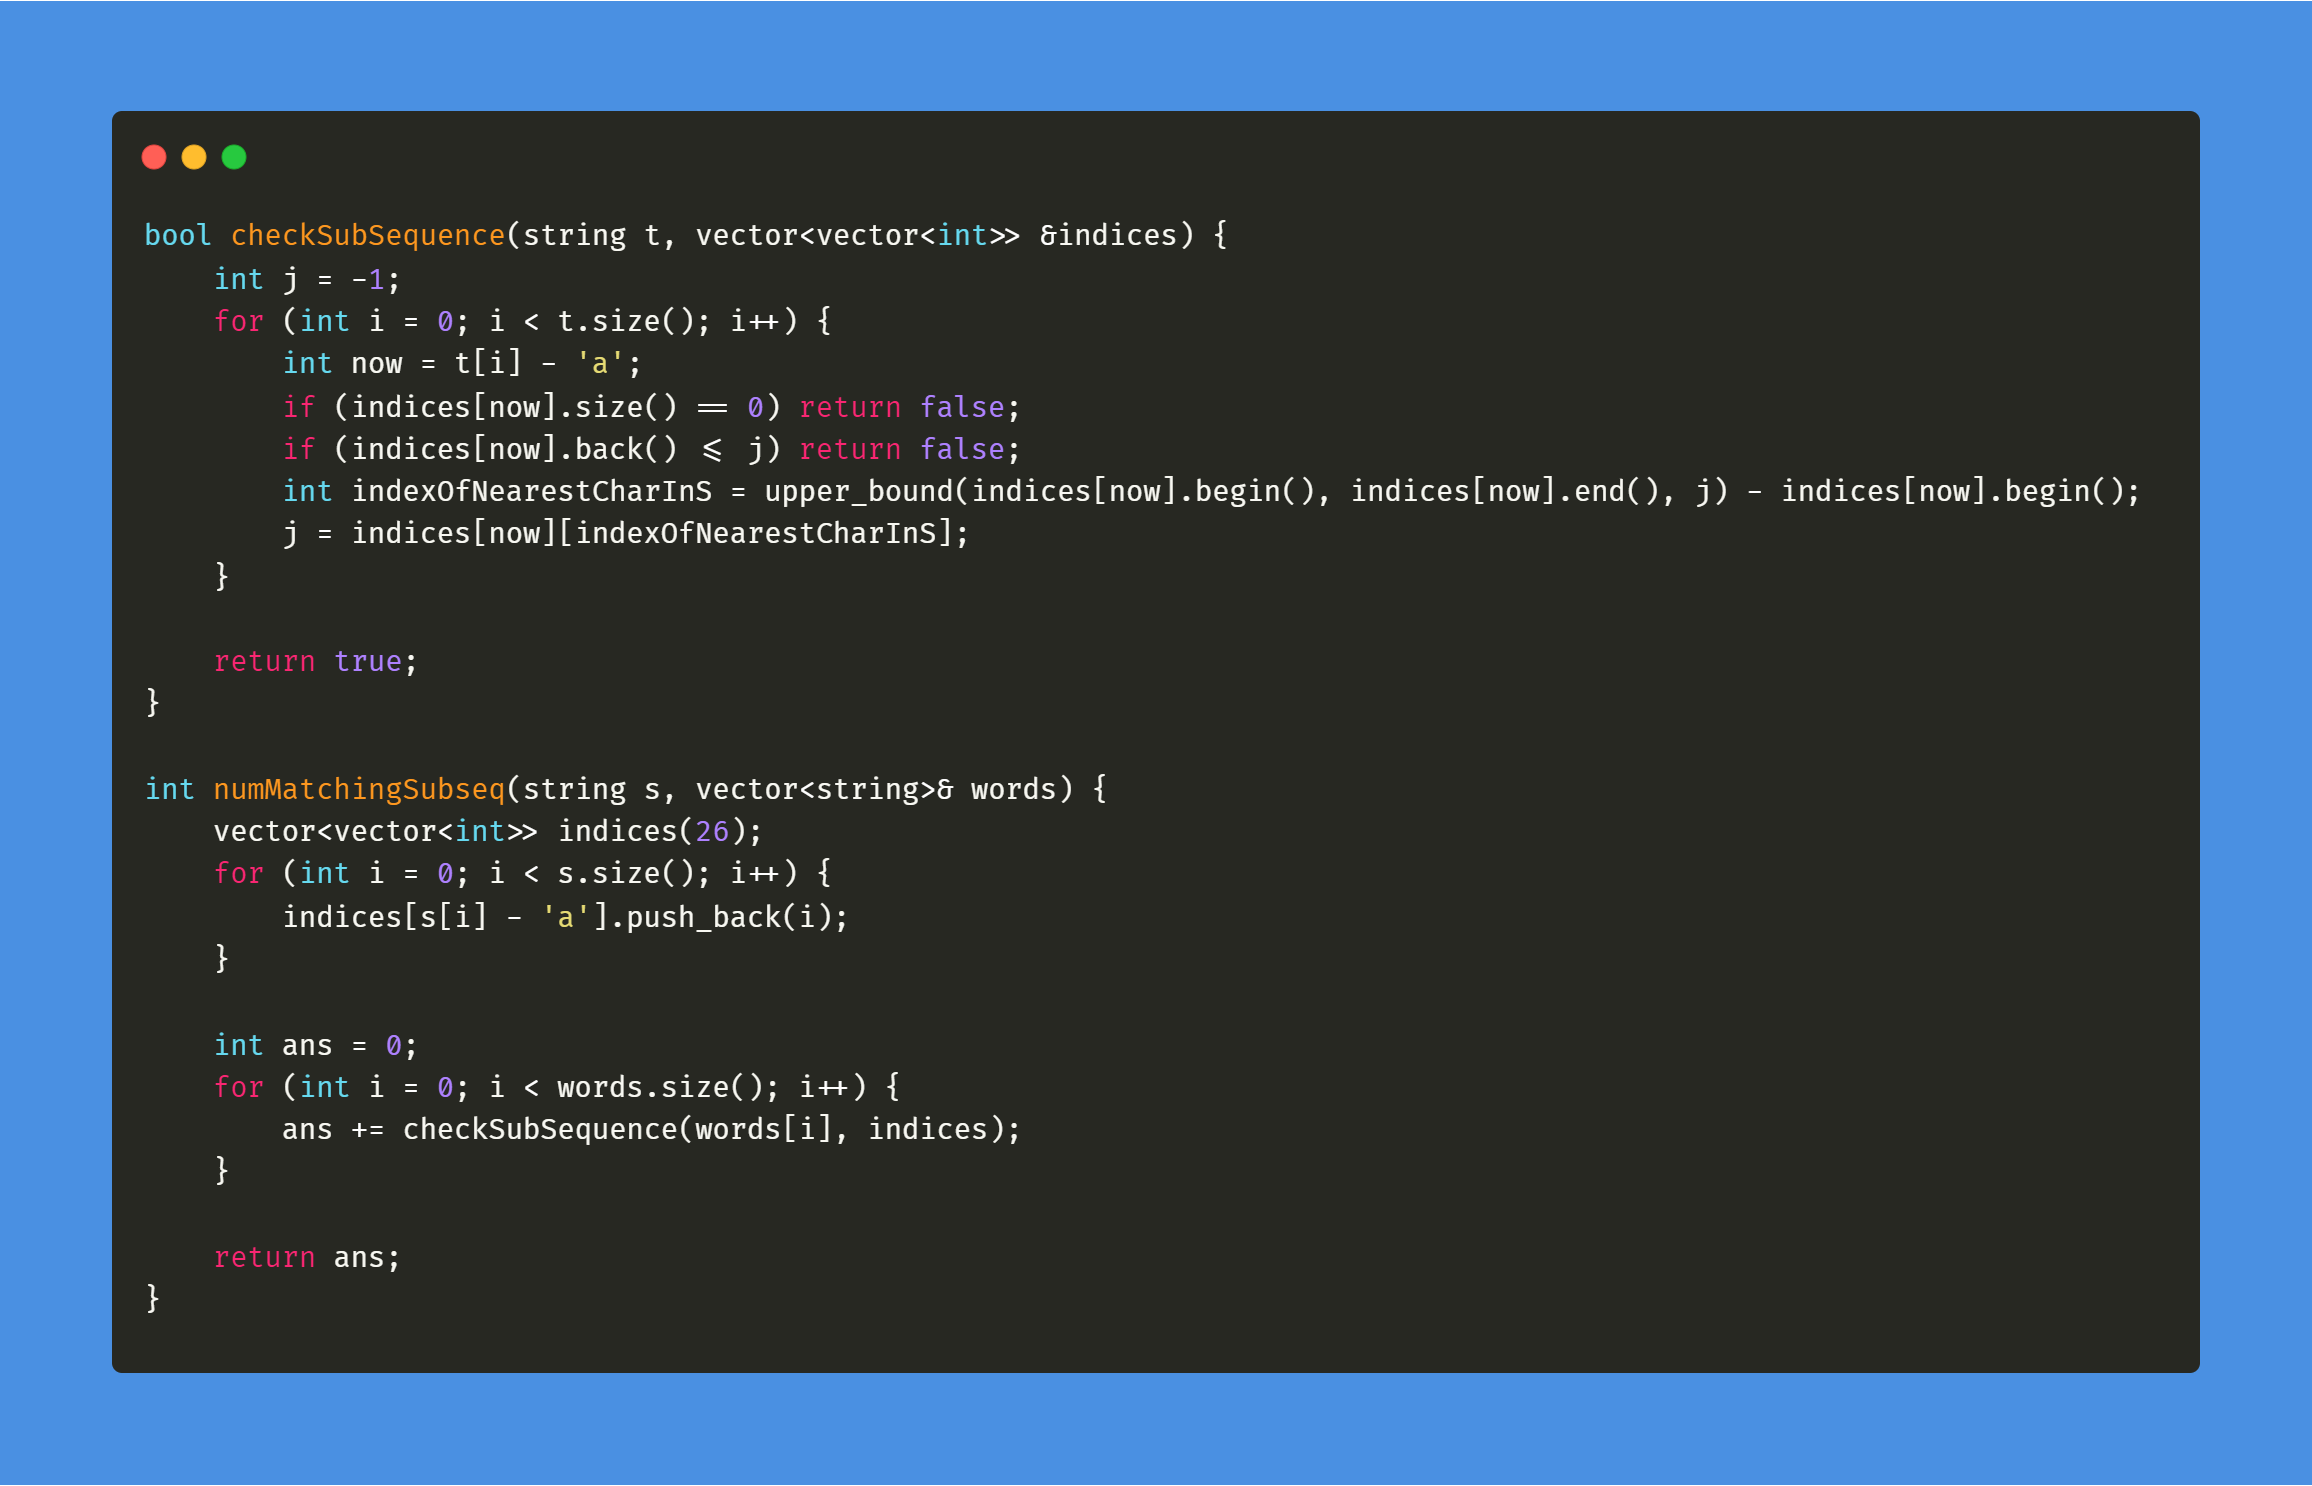 bool checkSubSequence(string t, vector<vector<int>> &indices) {
    int j = -1;
    for (int i = 0; i < t.size(); i++) {
        int now = t[i] - 'a';
        if (indices[now].size() == 0) return false;
        if (indices[now].back() <= j) return false;
        int indexOfNearestCharInS = upper_bound(indices[now].begin(), indices[now].end(), j) - indices[now].begin();
        j = indices[now][indexOfNearestCharInS];
    }

    return true;
}

int numMatchingSubseq(string s, vector<string>& words) {
    vector<vector<int>> indices(26);
    for (int i = 0; i < s.size(); i++) {
        indices[s[i] - 'a'].push_back(i);
    }

    int ans = 0;
    for (int i = 0; i < words.size(); i++) {
        ans += checkSubSequence(words[i], indices);
    }

    return ans;
}